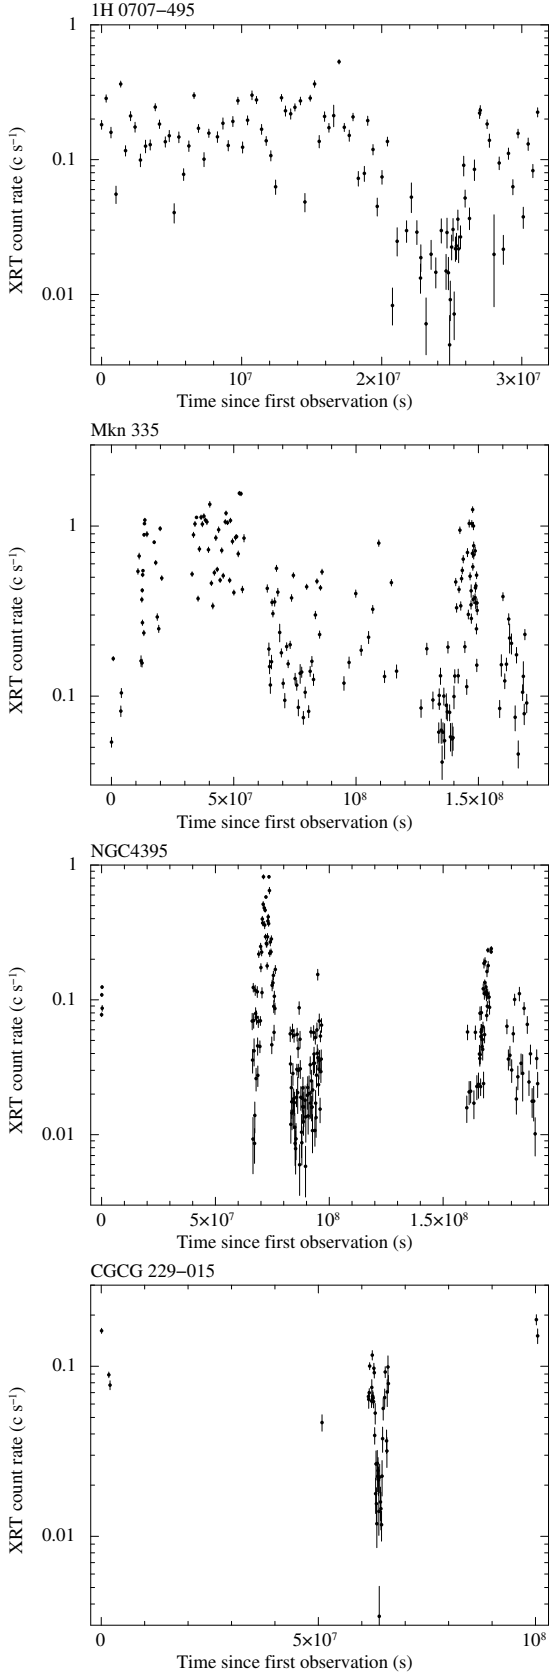 1H 0707−495
XRT count rate (c s⁻¹)
1
0.1
0.01
0 10⁷ 2×10⁷ 3×10⁷
Time since first observation (s)
Mkn 335
XRT count rate (c s⁻¹)
1
0.1
0 5×10⁷ 10⁸ 1.5×10⁸
Time since first observation (s)
NGC4395
XRT count rate (c s⁻¹)
1
0.1
0.01
0 5×10⁷ 10⁸ 1.5×10⁸
Time since first observation (s)
CGCG 229−015
XRT count rate (c s⁻¹)
0.1
0.01
0 5×10⁷ 10⁸
Time since first observation (s)